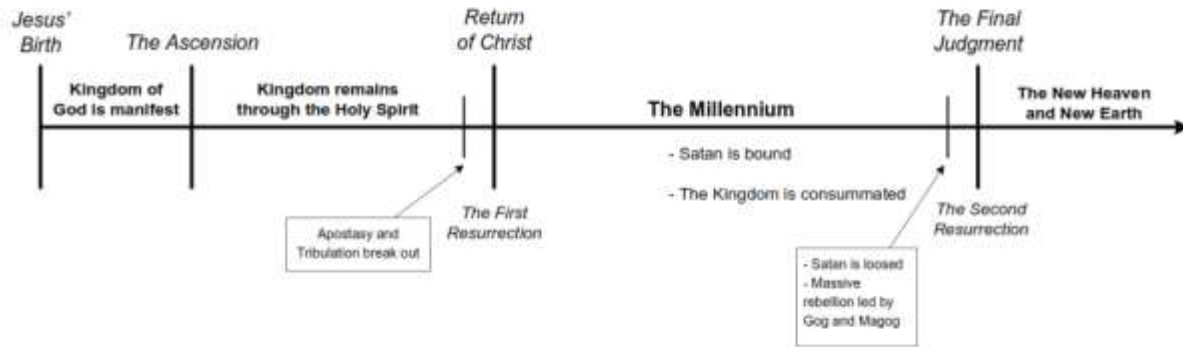 Jesus'
Birth
The Ascension
Return
of Christ
The Final
Judgment
Kingdom of
God is manifest
Kingdom remains
through the Holy Spirit
The Millennium
The New Heaven
and New Earth
- Satan is bound
- The Kingdom is consummated
The First
Resurrection
The Second
Resurrection
Apostasy and
Tribulation break out
- Satan is loosed
- Massive
rebellion led by
Gog and Magog